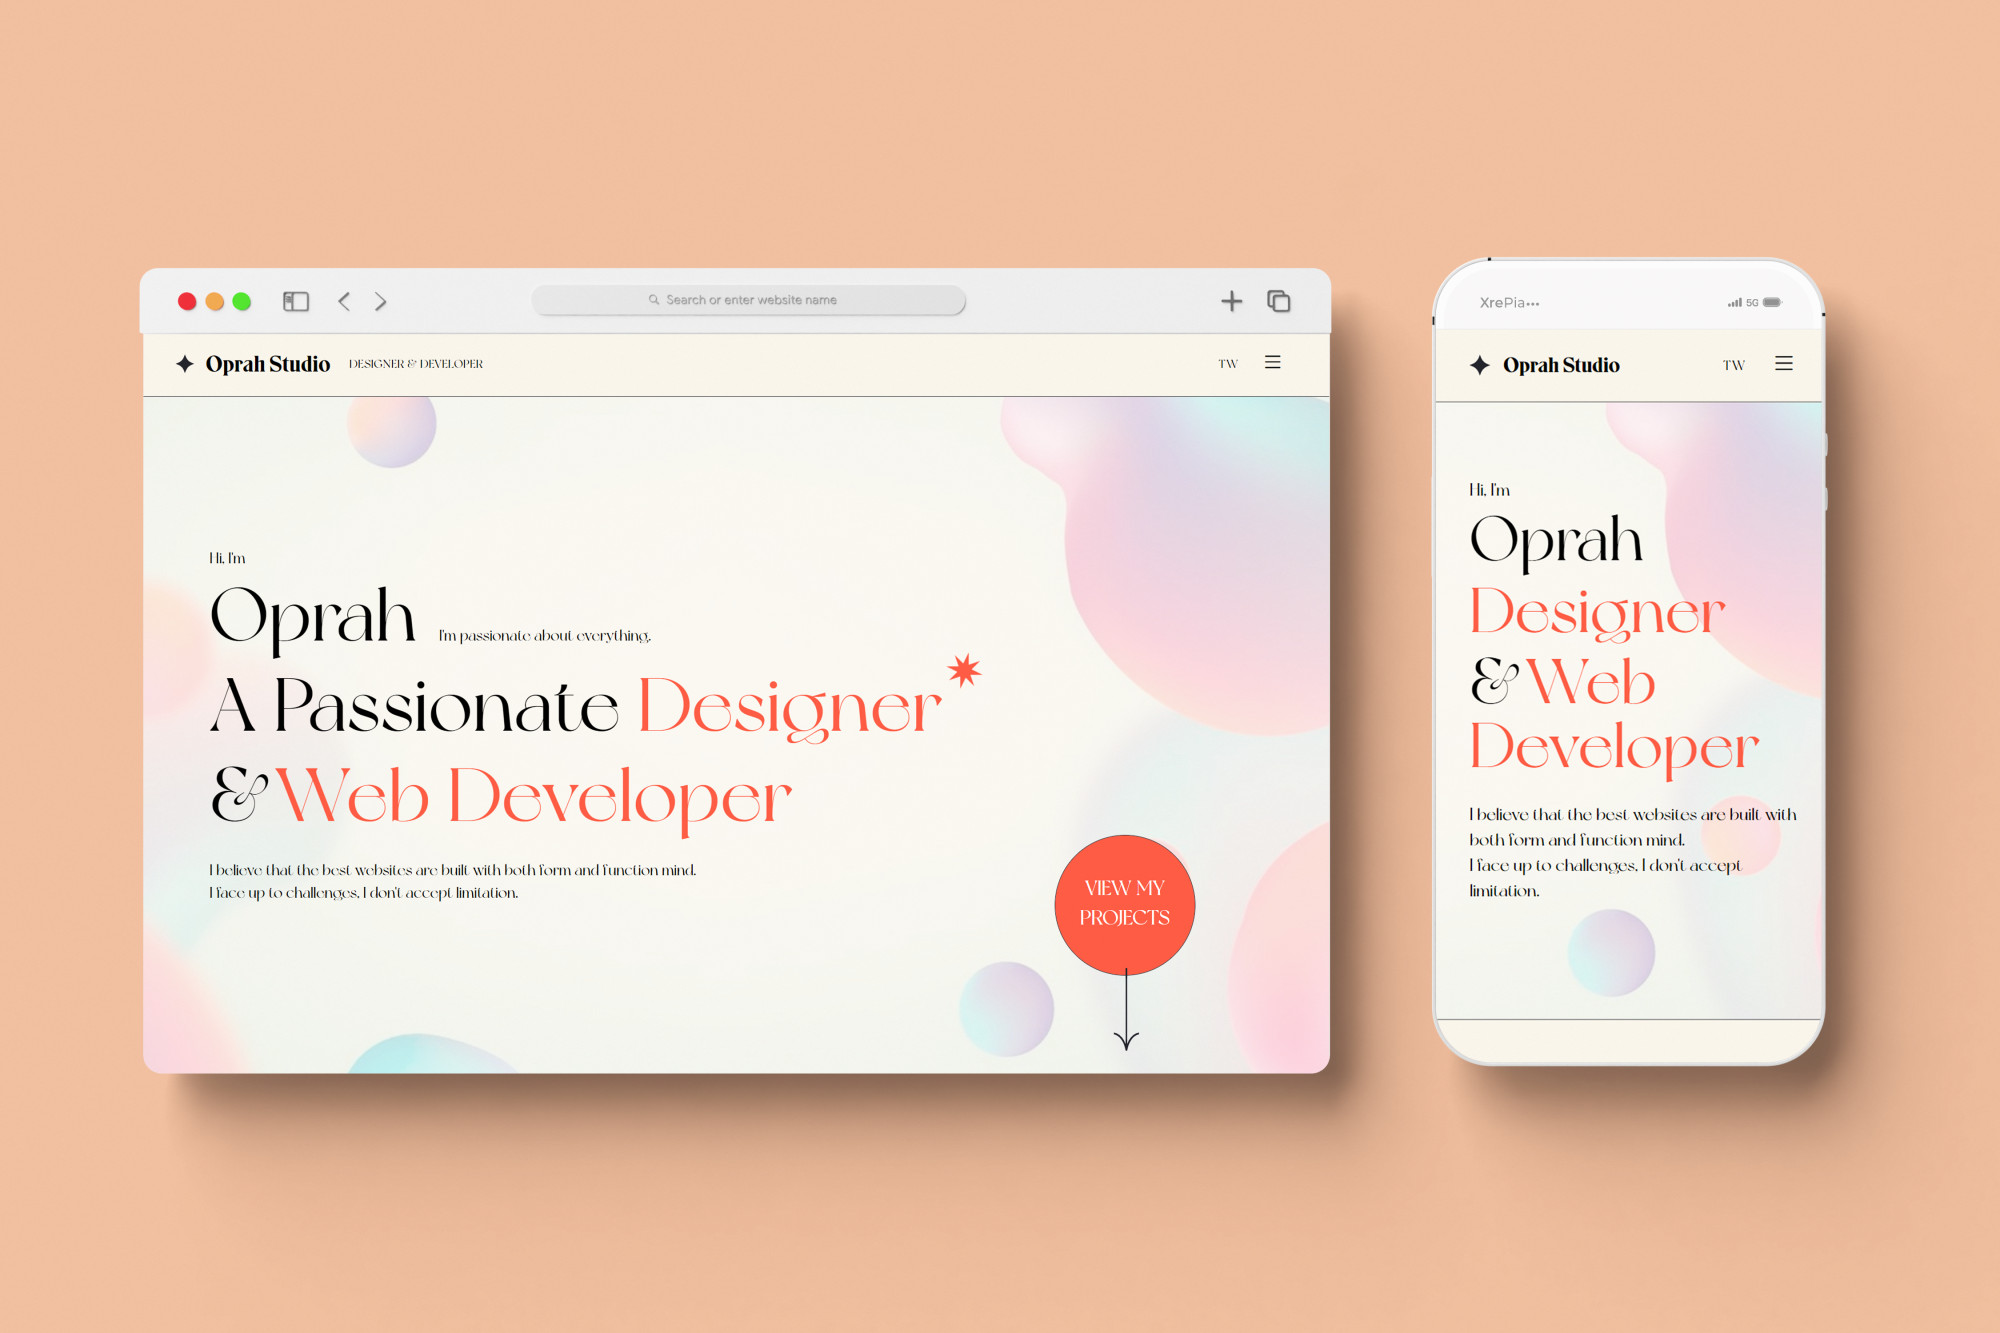 Search or enter website name
Oprah Studio DESIGNER & DEVELOPER TW
Hi, I'm
Oprah I'm passionate about everything.
A Passionate Designer*
& Web Developer
I believe that the best websites are built with both form and function mind.
I face up to challenges, I don't accept limitation.
VIEW MY
PROJECTS
XrePia••• 5G
Oprah Studio TW
Hi, I'm
Oprah
Designer
& Web
Developer
I believe that the best websites are built with
both form and function mind.
I face up to challenges, I don't accept
limitation.